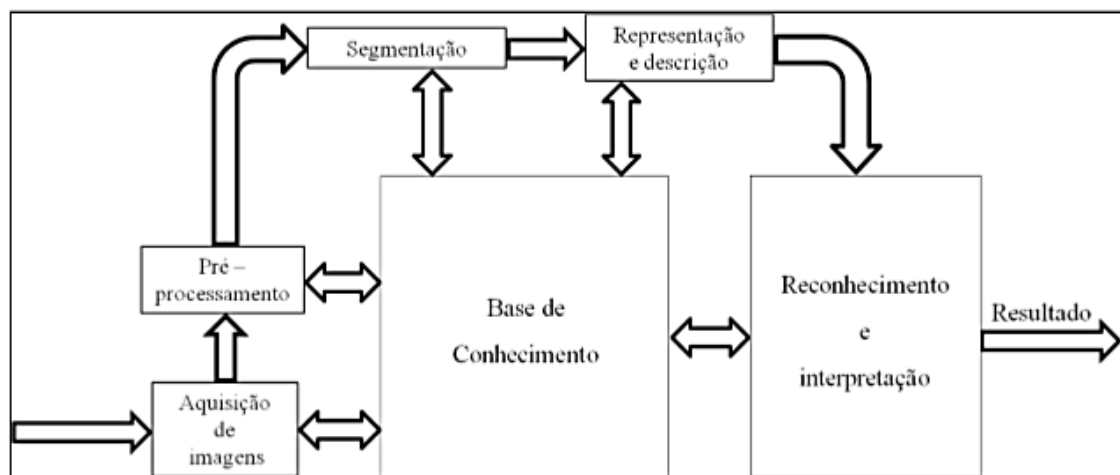 Segmentação
Representação
e descrição
Pré –
processamento
Aquisição
de
imagens
Base de
Conhecimento
Reconhecimento
e
interpretação
Resultado